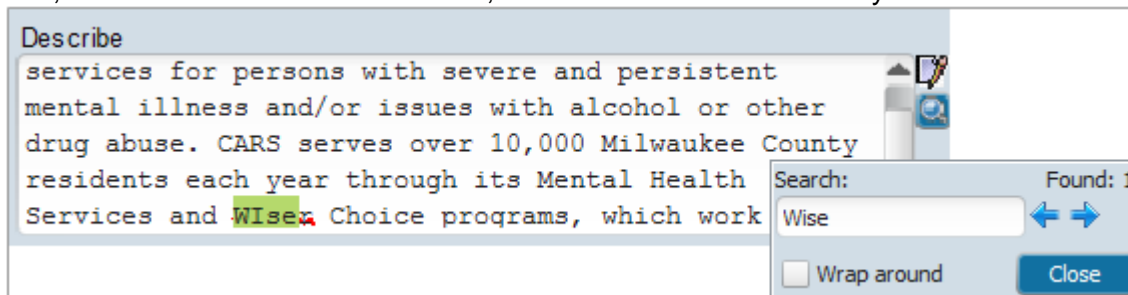 Describe
services for persons with severe and persistent
mental illness and/or issues with alcohol or other
drug abuse. CARS serves over 10,000 Milwaukee County
residents each year through its Mental Health
Services and WIser Choice programs, which work
Search: Found: 1
Wise
Wrap around Close